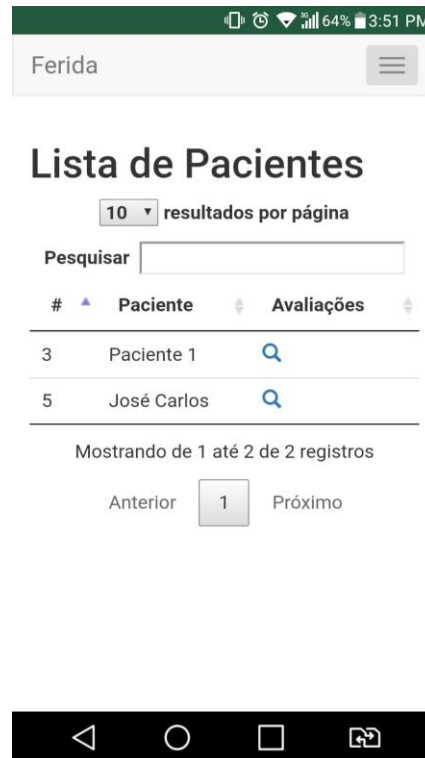 64% 3:51 PM
Ferida
Lista de Pacientes
10 resultados por página
Pesquisar
# Paciente Avaliações
3 Paciente 1
5 José Carlos
Mostrando de 1 até 2 de 2 registros
Anterior 1 Próximo